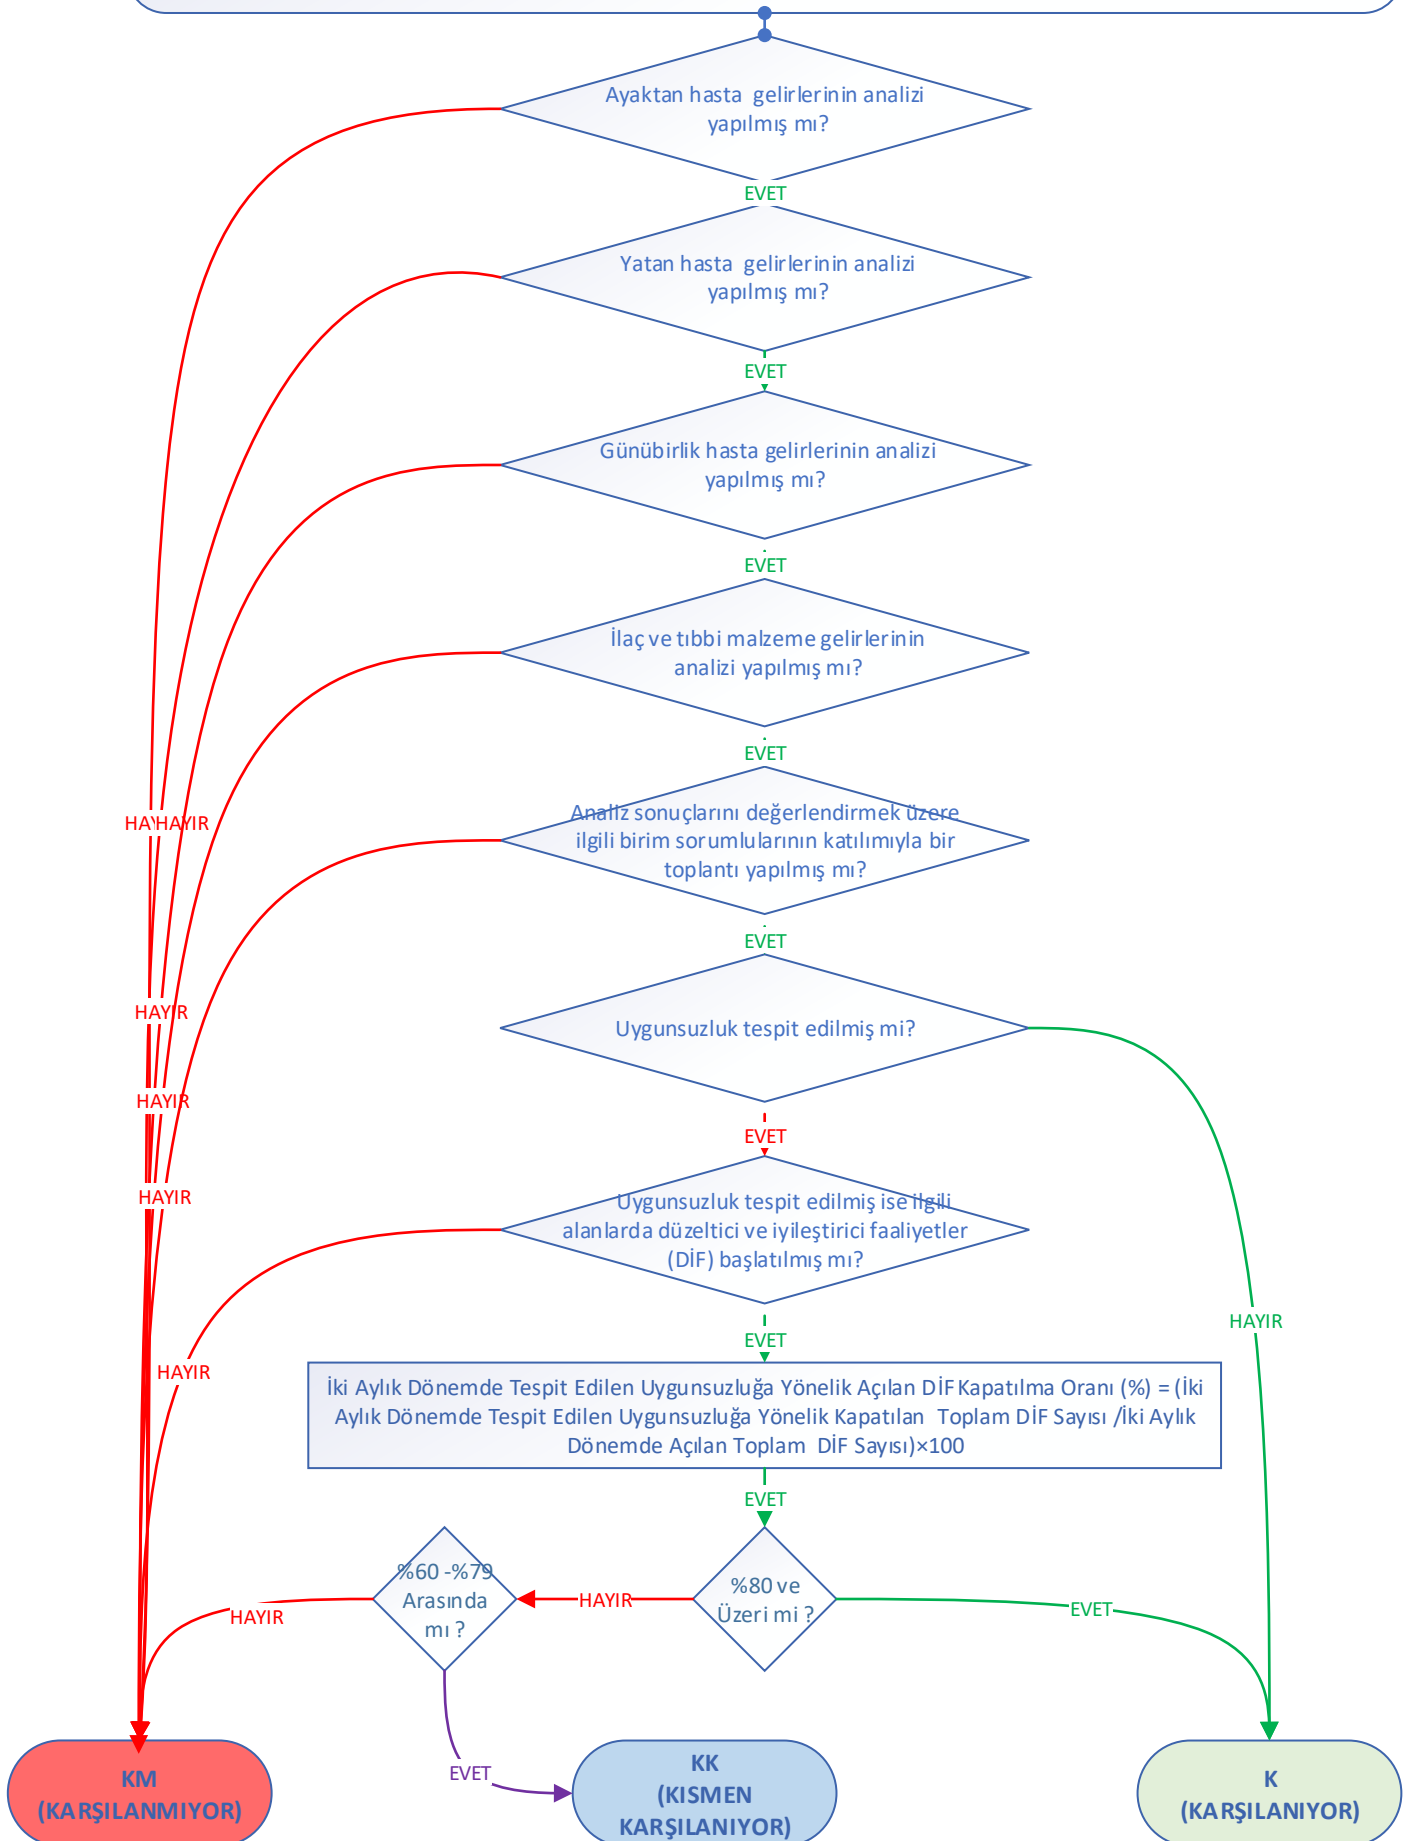 Ayaktan hasta gelirlerinin analizi
yapılmış mı?
EVET
Yatan hasta gelirlerinin analizi
yapılmış mı?
EVET
Günübirlik hasta gelirlerinin analizi
yapılmış mı?
EVET
İlaç ve tıbbi malzeme gelirlerinin
analizi yapılmış mı?
EVET
Analiz sonuçlarını değerlendirmek üzere
ilgili birim sorumlularının katılımıyla bir
toplantı yapılmış mı?
HAYIR
EVET
HAYIR
Uygunsuzluk tespit edilmiş mi?
HAYIR
EVET
HAYIR
Uygunsuzluk tespit edilmiş ise ilgili
alanlarda düzeltici ve iyileştirici faaliyetler
(DİF) başlatılmış mı?
HAYIR
EVET
HAYIR
İki Aylık Dönemde Tespit Edilen Uygunsuzluğa Yönelik Açılan DİF Kapatılma Oranı (%) = (İki
Aylık Dönemde Tespit Edilen Uygunsuzluğa Yönelik Kapatılan Toplam DİF Sayısı /İki Aylık
Dönemde Açılan Toplam DİF Sayısı)×100
EVET
%60 -%79
Arasında
mı ?
HAYIR
HAYIR
%80 ve
Üzeri mi ?
EVET
EVET
KM
(KARŞILANMIYOR)
KK
(KISMEN
KARŞILANIYOR)
K
(KARŞILANIYOR)